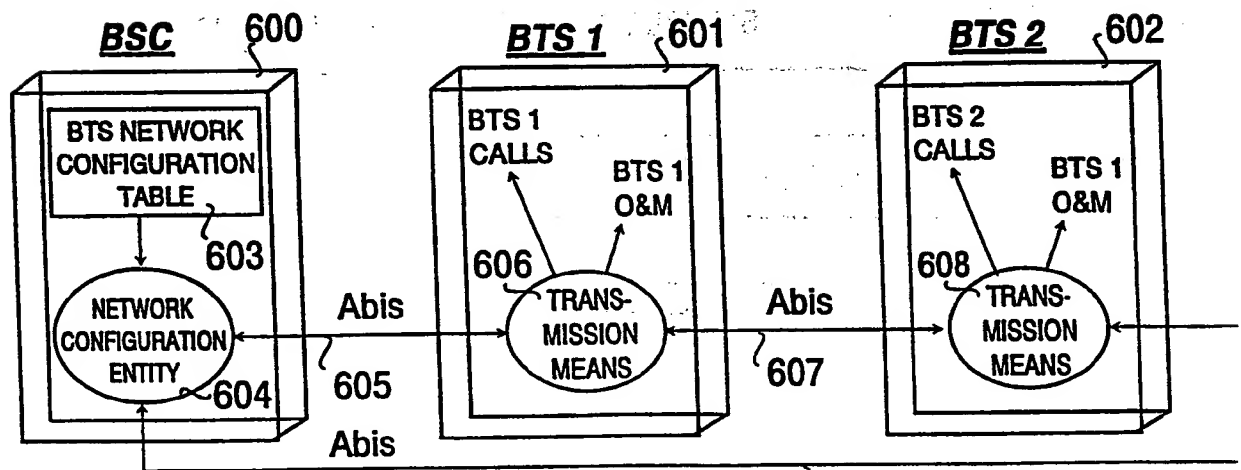 BSC
600
BTS 1
601
BTS 2
602
BTS NETWORK
CONFIGURATION
TABLE
603
NETWORK
CONFIGURATION
ENTITY
604
Abis
605
BTS 1
CALLS
BTS 1
O&M
606
TRANS-
MISSION
MEANS
Abis
607
BTS 2
CALLS
BTS 1
O&M
608
TRANS-
MISSION
MEANS
Abis